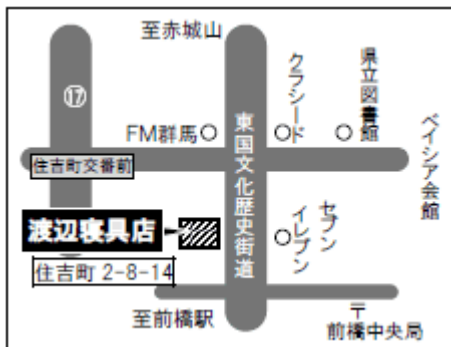 至赤城山
⑰
FM群馬
東国文化歴史街道
クラシード
県立図書館
ベイシア会館
住吉町交番前
渡辺寝具店
セブン
イレブン
住吉町 2-8-14
至前橋駅
〒
前橋中央局